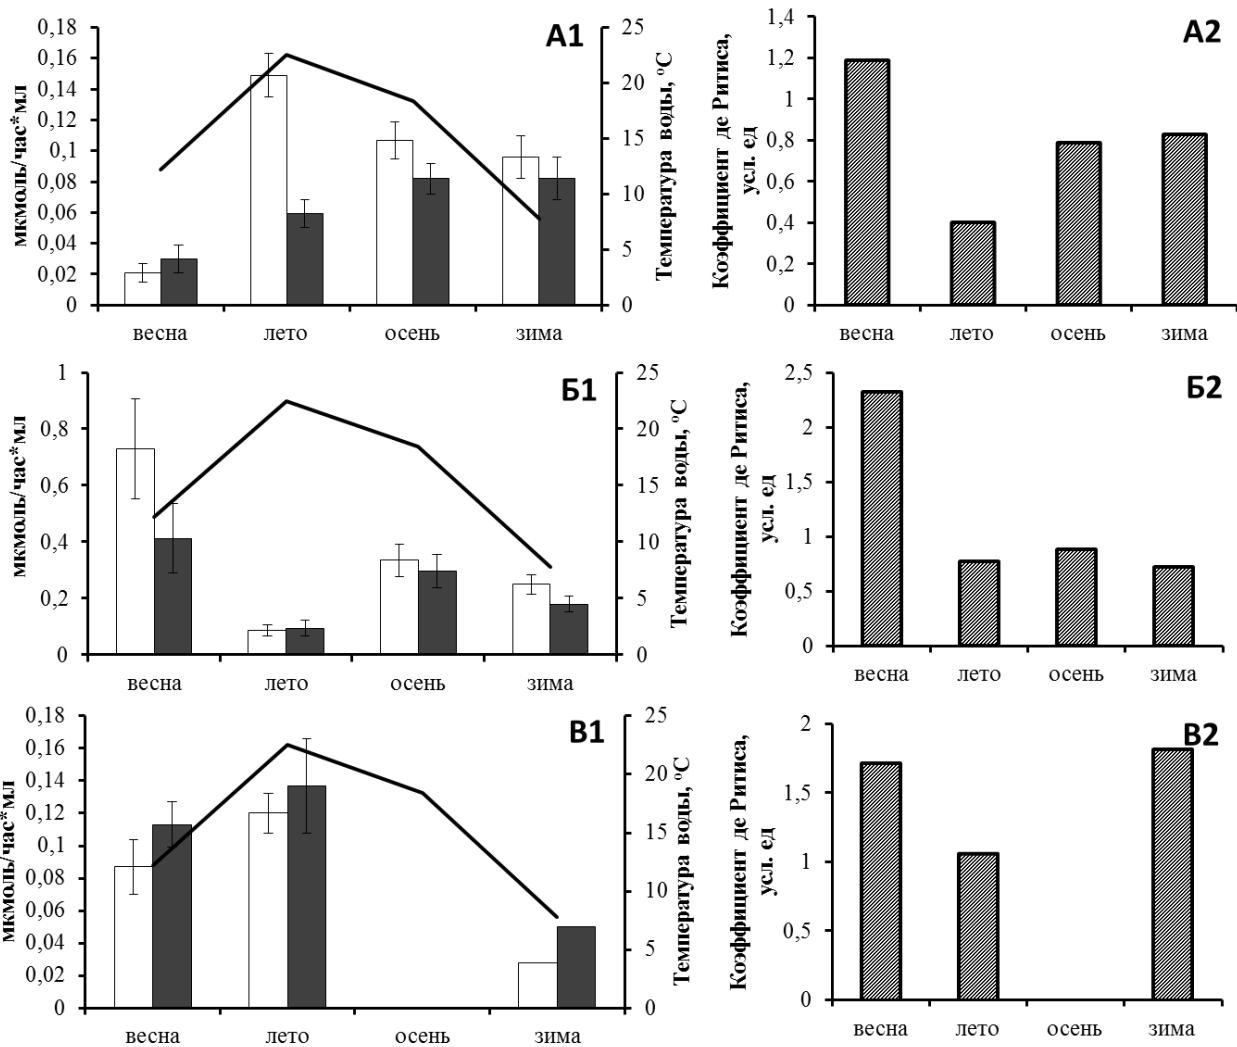 А1
мкмоль/час*мл
0,18
0,16
0,14
0,12
0,1
0,08
0,06
0,04
0,02
0
25
20
15
10
5
0
Температура воды, °С
весна лето осень зима
А2
Коэффициент де Ритиса,
усл. ед
1,4
1,2
1
0,8
0,6
0,4
0,2
0
весна лето осень зима
Б1
мкмоль/час*мл
1
0,8
0,6
0,4
0,2
0
25
20
15
10
5
0
Температура воды, °С
весна лето осень зима
Б2
Коэффициент де Ритиса,
усл. ед
2,5
2
1,5
1
0,5
0
весна лето осень зима
В1
мкмоль/час*мл
0,18
0,16
0,14
0,12
0,1
0,08
0,06
0,04
0,02
0
25
20
15
10
5
0
Температура воды, °С
весна лето осень зима
В2
Коэффициент де Ритиса,
усл. ед
2
1,5
1
0,5
0
весна лето осень зима